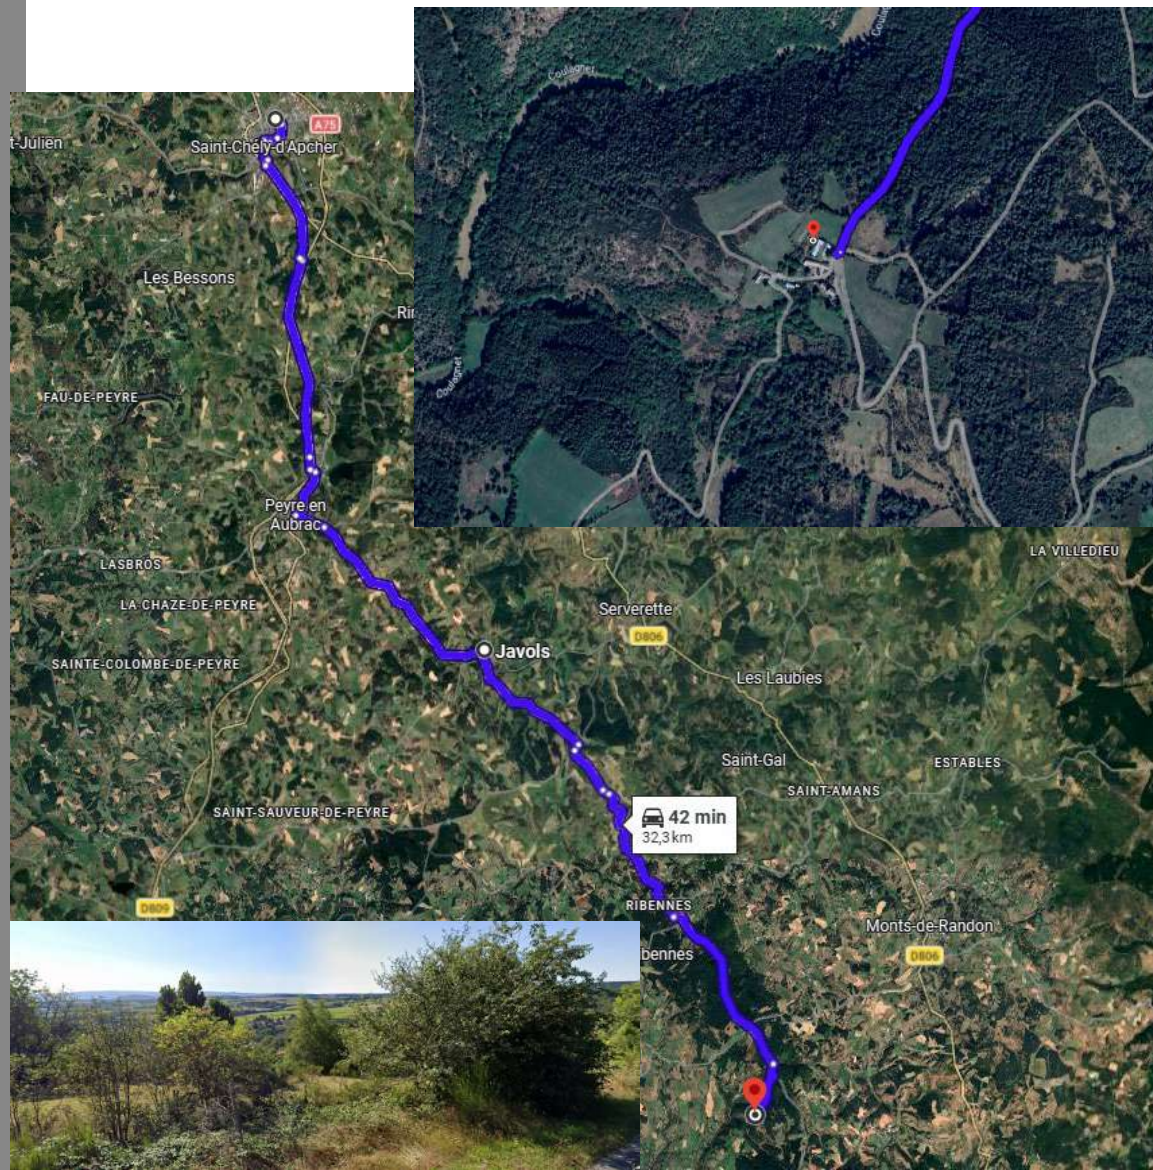 Coulagnet
Coulagnet
A75
t-Julien
Saint-Chély-d'Apcher
Les Bessons
FAU-DE-PEYRE
Coulagnet
Peyre en
Aubrac
LA VILLEDIEU
LASBROS
LA CHAZE-DE-PEYRE
Serverette
D806
SAINTE-COLOMBE-DE-PEYRE
Javols
Les Laubies
Saint-Gal
ESTABLES
SAINT-AMANS
SAINT-SAUVEUR-DE-PEYRE
42 min
32,3 km
D809
RIBENNES
Monts-de-Randon
bennes
D806